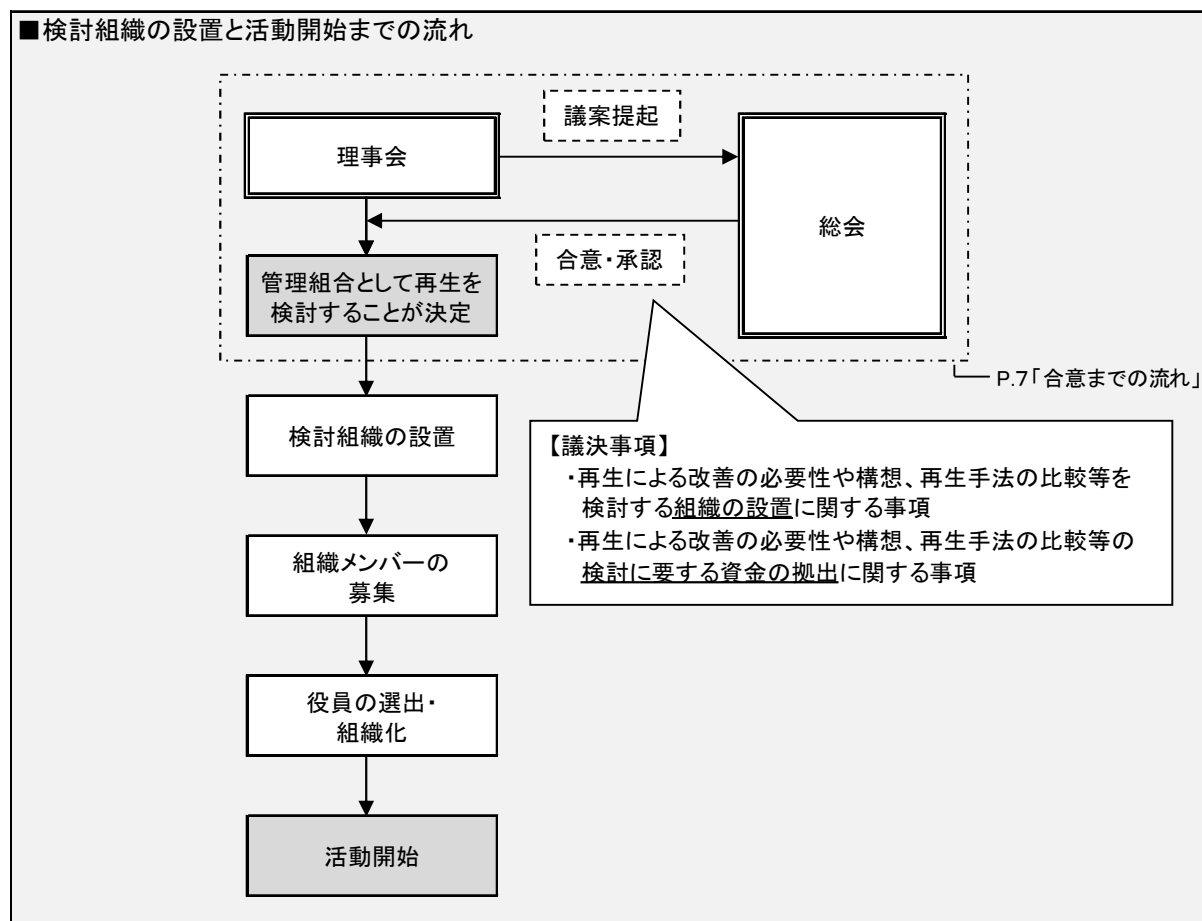 ■検討組織の設置と活動開始までの流れ
議案提起
理事会
総会
合意・承認
管理組合として再生を
検討することが決定
P.7「合意までの流れ」
検討組織の設置
【議決事項】
・再生による改善の必要性や構想、再生手法の比較等を
検討する組織の設置に関する事項
・再生による改善の必要性や構想、再生手法の比較等の
検討に要する資金の拠出に関する事項
組織メンバーの
募集
役員の選出・
組織化
活動開始